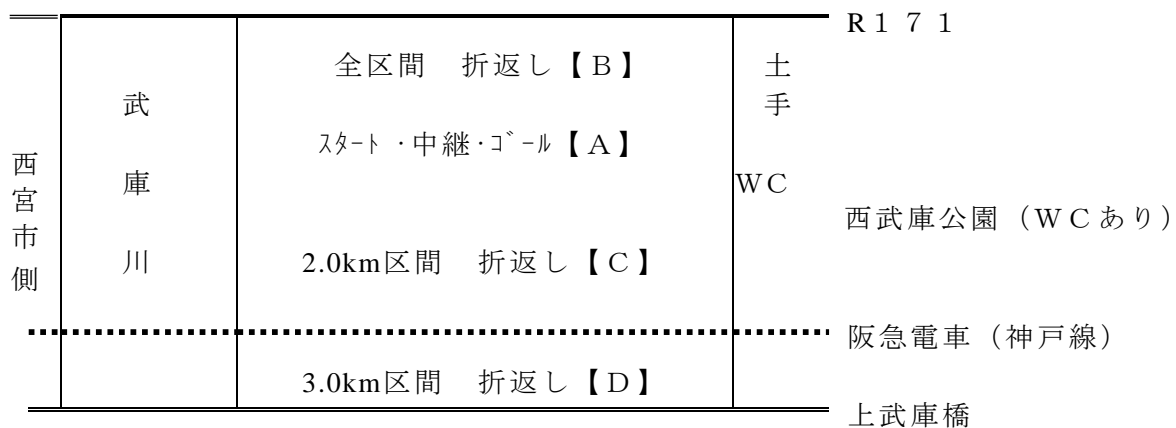 R１７１
全区間　折返し【Ｂ】
土手
武庫川
ｽﾀｰﾄ・中継・ｺﾞｰﾙ【Ａ】
西宮市側
ＷＣ
西武庫公園（ＷＣあり）
2.0km区間　折返し【Ｃ】
阪急電車（神戸線）
3.0km区間　折返し【Ｄ】
上武庫橋